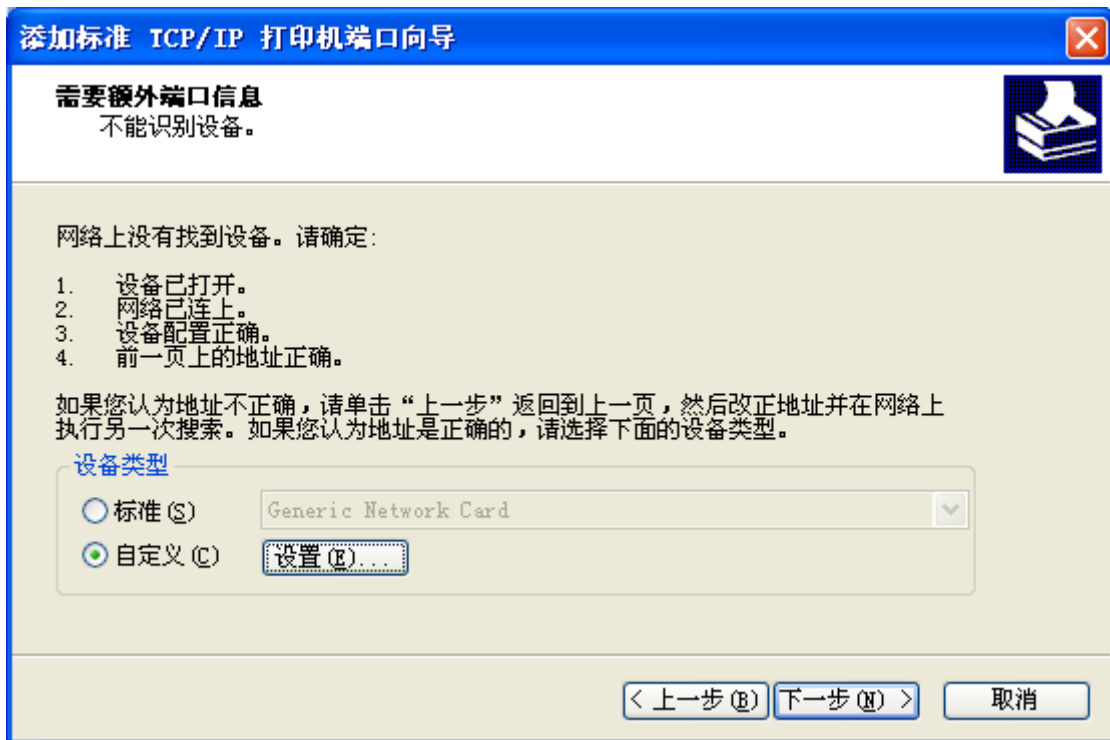 添加标准 TCP/IP 打印机端口向导
需要额外端口信息
不能识别设备。
网络上没有找到设备。请确定:
1. 设备已打开。
2. 网络已连上。
3. 设备配置正确。
4. 前一页上的地址正确。
如果您认为地址不正确，请单击“上一步”返回到上一页，然后改正地址并在网络上
执行另一次搜索。如果您认为地址是正确的，请选择下面的设备类型。
设备类型
标准(S) Generic Network Card
自定义(C) 设置(E)...
< 上一步(B) 下一步(N) > 取消